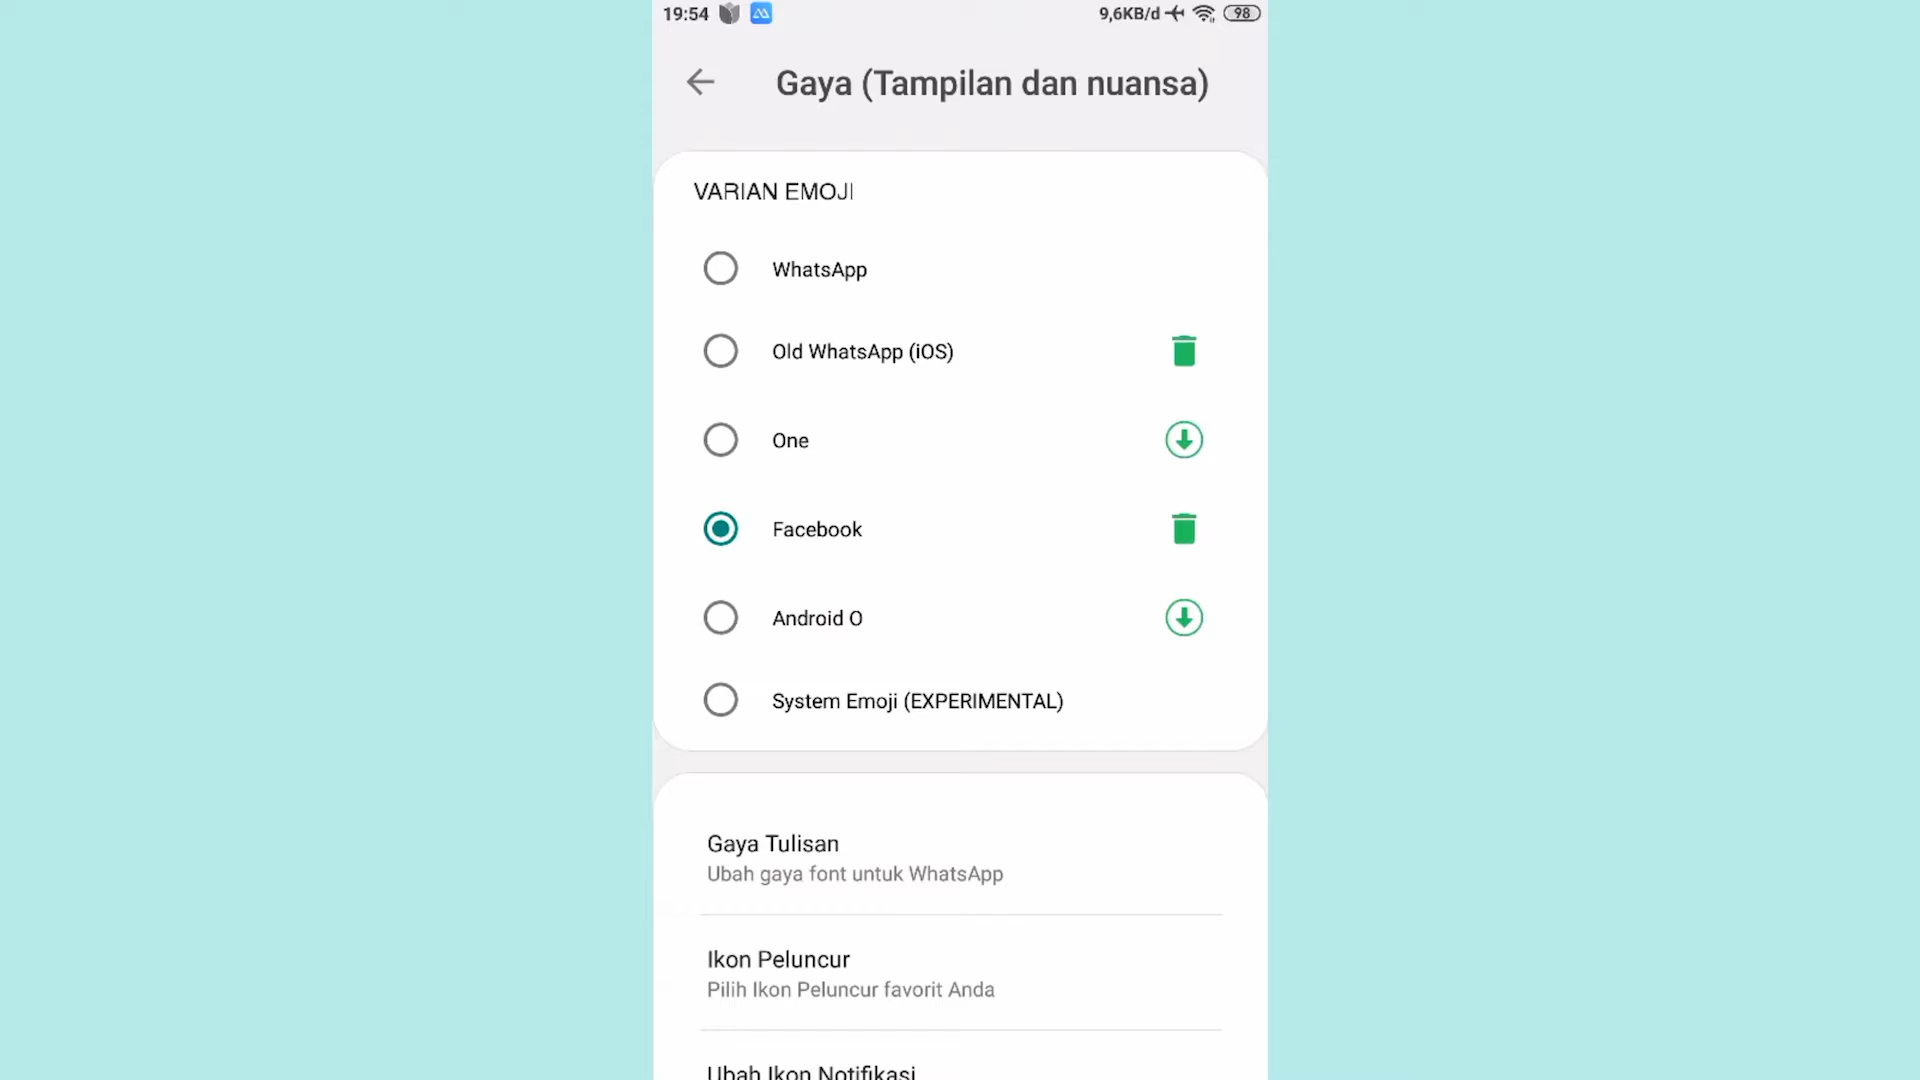 19:54 9,6KB/d 98
Gaya (Tampilan dan nuansa)
VARIAN EMOJI
WhatsApp
Old WhatsApp (iOS)
One
Facebook
Android O
System Emoji (EXPERIMENTAL)
Gaya Tulisan
Ubah gaya font untuk WhatsApp
Ikon Peluncur
Pilih Ikon Peluncur favorit Anda
Ubah Ikon Notifikasi